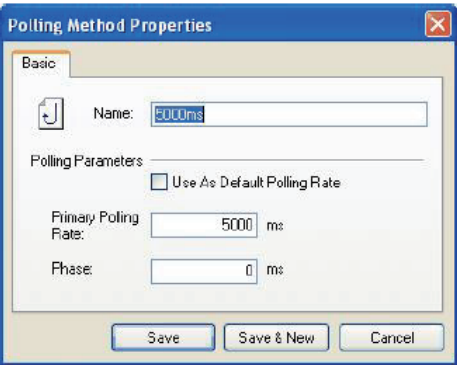 Polling Method Properties
Basic
Name: 5000ms
Polling Parameters
Use As Default Polling Rate
Primary Polling
Rate: 5000 ms
Phase: 0 ms
Save Save & New Cancel